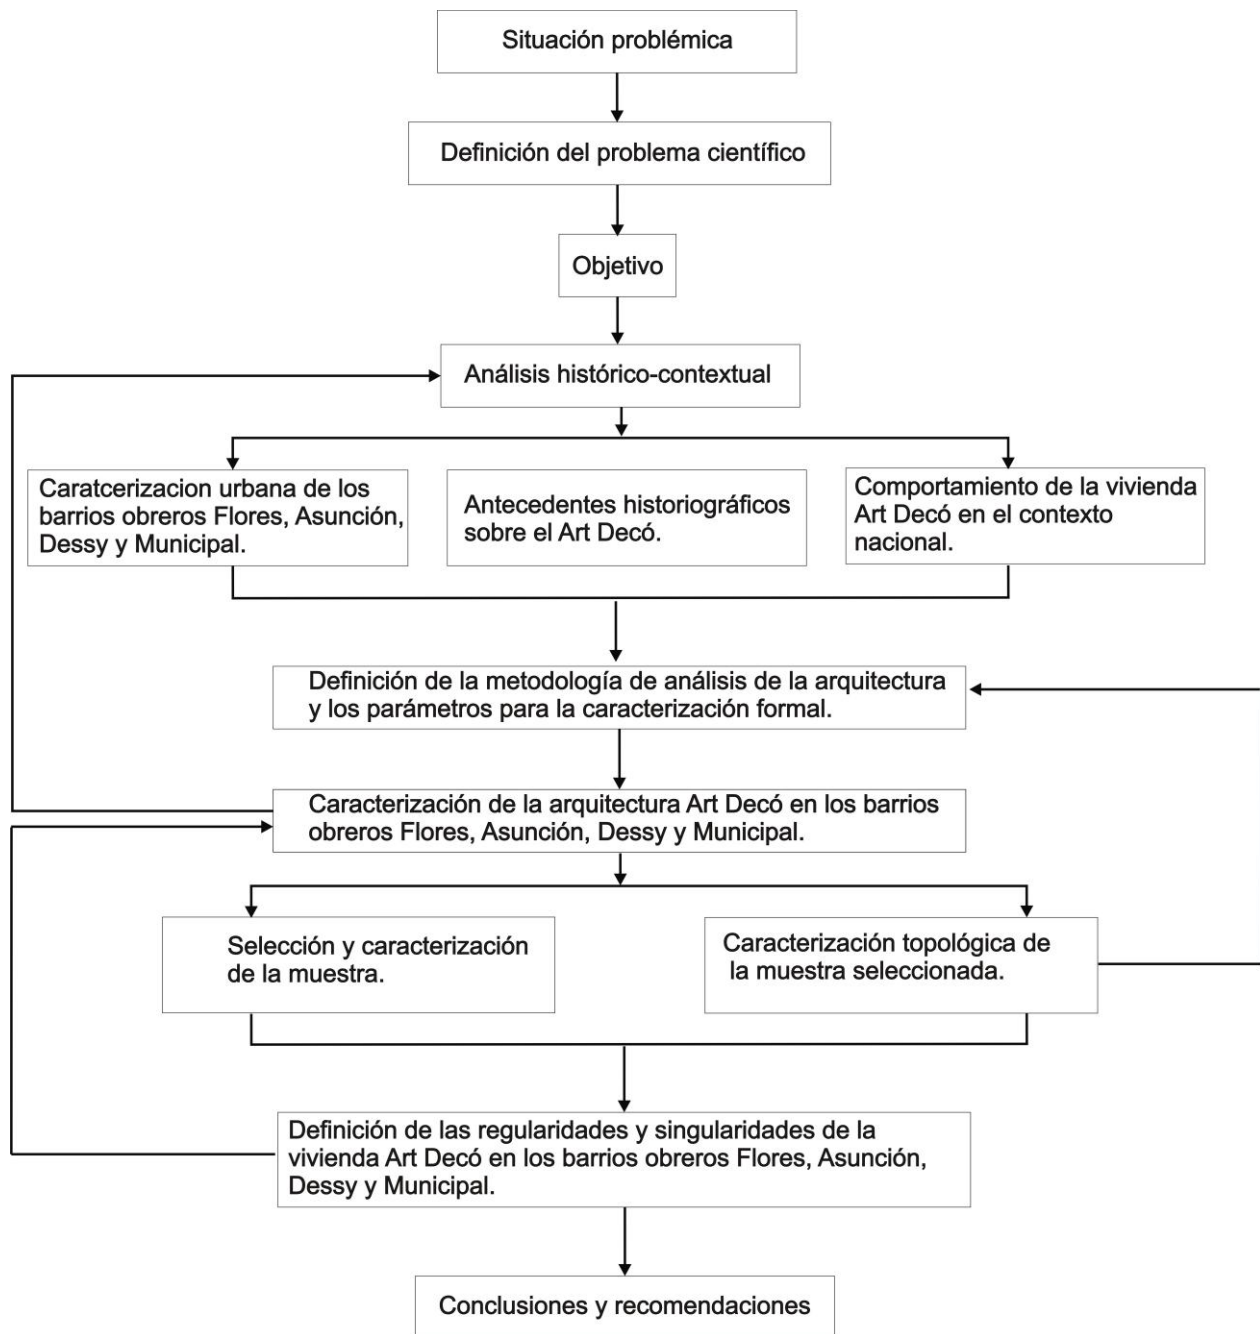 Situación problémica
Definición del problema científico
Objetivo
Análisis histórico-contextual
Caratcerizacion urbana de los
barrios obreros Flores, Asunción,
Dessy y Municipal.
Antecedentes historiográficos
sobre el Art Decó.
Comportamiento de la vivienda
Art Decó en el contexto
nacional.
Definición de la metodología de análisis de la arquitectura
y los parámetros para la caracterización formal.
Caracterización de la arquitectura Art Decó en los barrios
obreros Flores, Asunción, Dessy y Municipal.
Selección y caracterización
de la muestra.
Caracterización topológica de
la muestra seleccionada.
Definición de las regularidades y singularidades de la
vivienda Art Decó en los barrios obreros Flores, Asunción,
Dessy y Municipal.
Conclusiones y recomendaciones